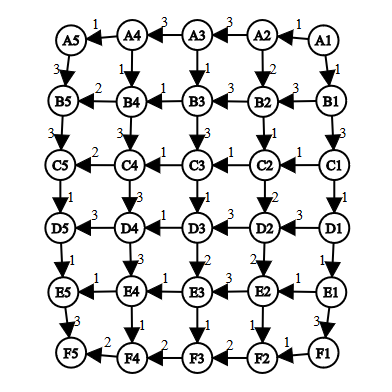 1 3 3 1
A5 A4 A3 A2 A1
3 1 1 2 1
2 1 3 3
B5 B4 B3 B2 B1
3 3 3 1 3
2 1 1 1
C5 C4 C3 C2 C1
1 3 1 2 1
3 1 3 3
D5 D4 D3 D2 D1
1 3 2 2 1
1 1 3 1
E5 E4 E3 E2 E1
3 1 1 1 3
2 2 2 1
F5 F4 F3 F2 F1